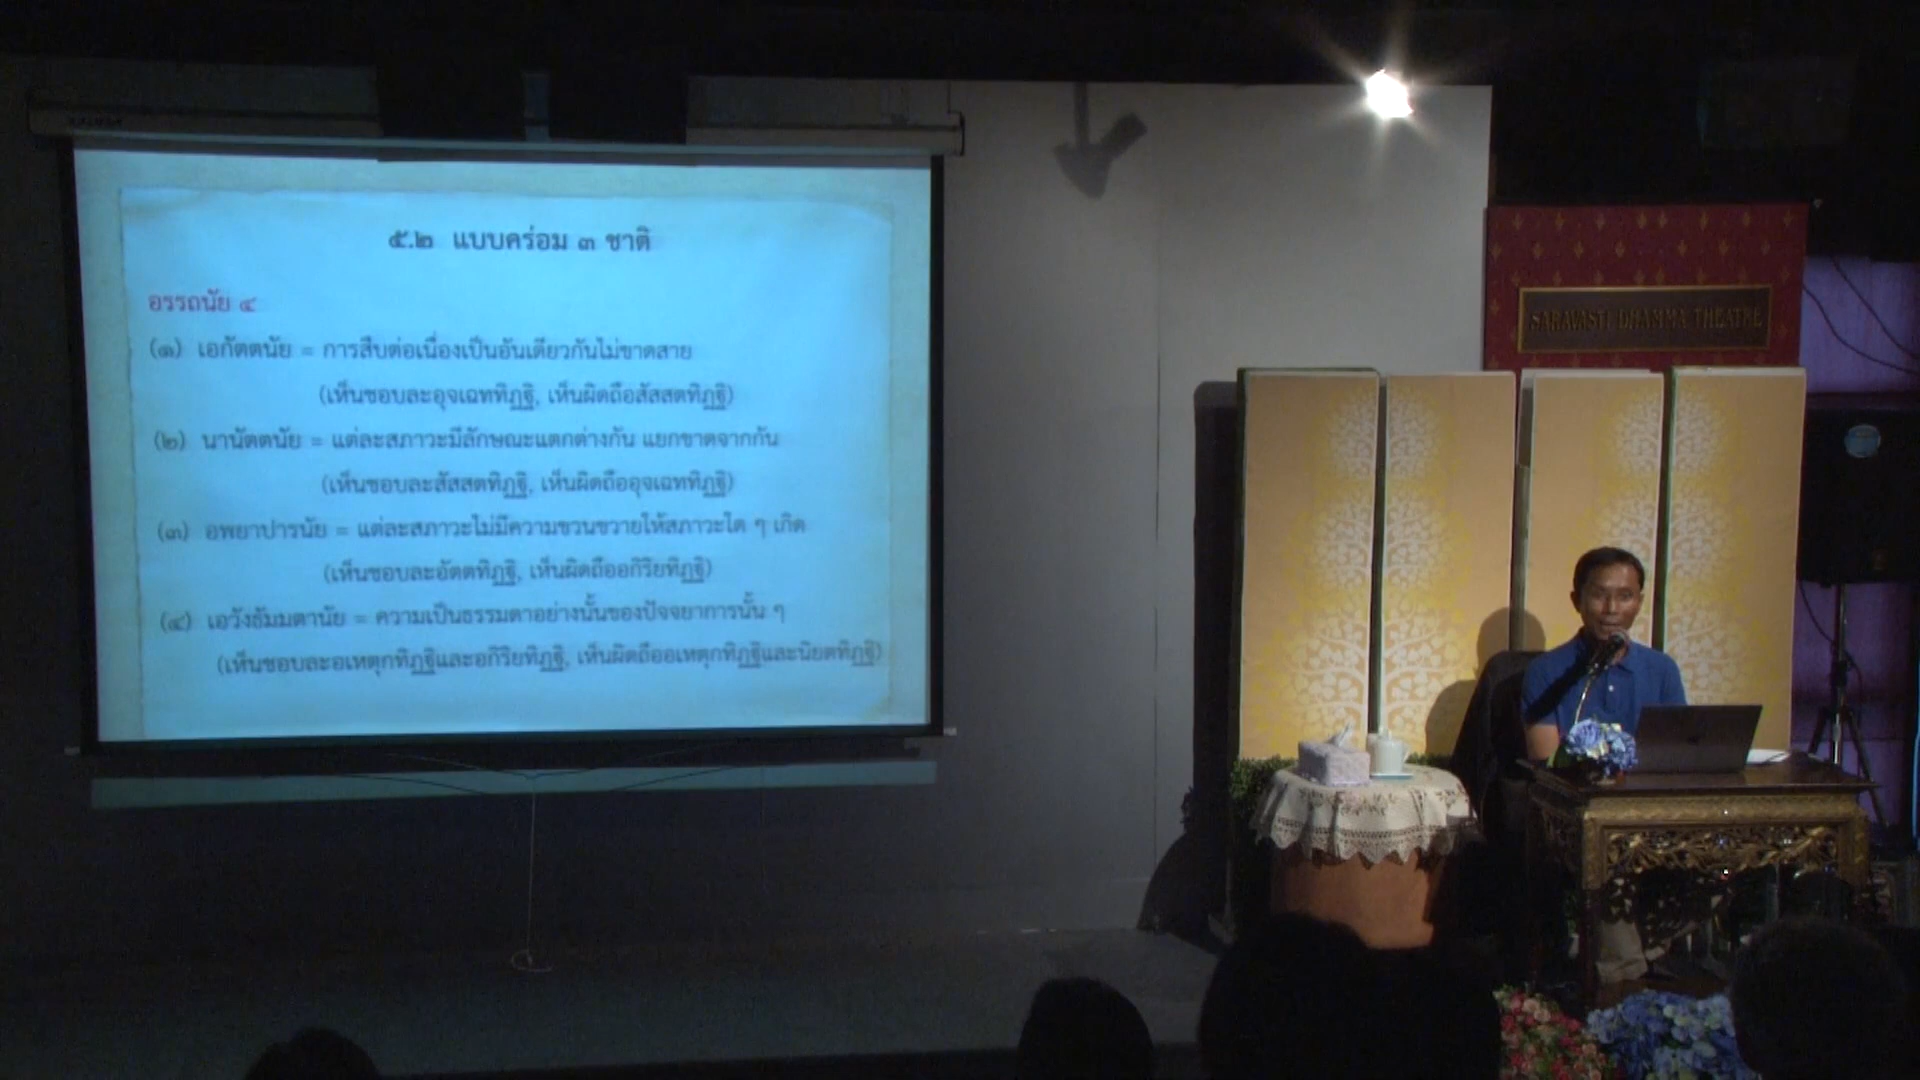 ๕.๒ แบบคร่อม ๓ ชาติ
อรรถนัย ๔
(๑) เอกัตตนัย = การสืบต่อเนื่องเป็นอันเดียวกันไม่ขาดสาย
(เห็นชอบละอุจเฉททิฏฐิ, เห็นผิดถือสัสสตทิฏฐิ)
(๒) นานัตตนัย = แต่ละสภาวะมีลักษณะแตกต่างกัน แยกขาดจากกัน
(เห็นชอบละสัสสตทิฏฐิ, เห็นผิดถืออุจเฉททิฏฐิ)
(๓) อพยาปารนัย = แต่ละสภาวะไม่มีความขวนขวายให้สภาวะใด ๆ เกิด
(เห็นชอบละอัตตทิฏฐิ, เห็นผิดถืออกิริยทิฏฐิ)
(๔) เอวังธัมมตานัย = ความเป็นธรรมดาอย่างนั้นของปัจจยาการนั้น ๆ
(เห็นชอบละอเหตุกทิฏฐิและอกิริยทิฏฐิ, เห็นผิดถืออเหตุกทิฏฐิและนิยตทิฏฐิ)
SARAVASTI DHAMMA THEATRE